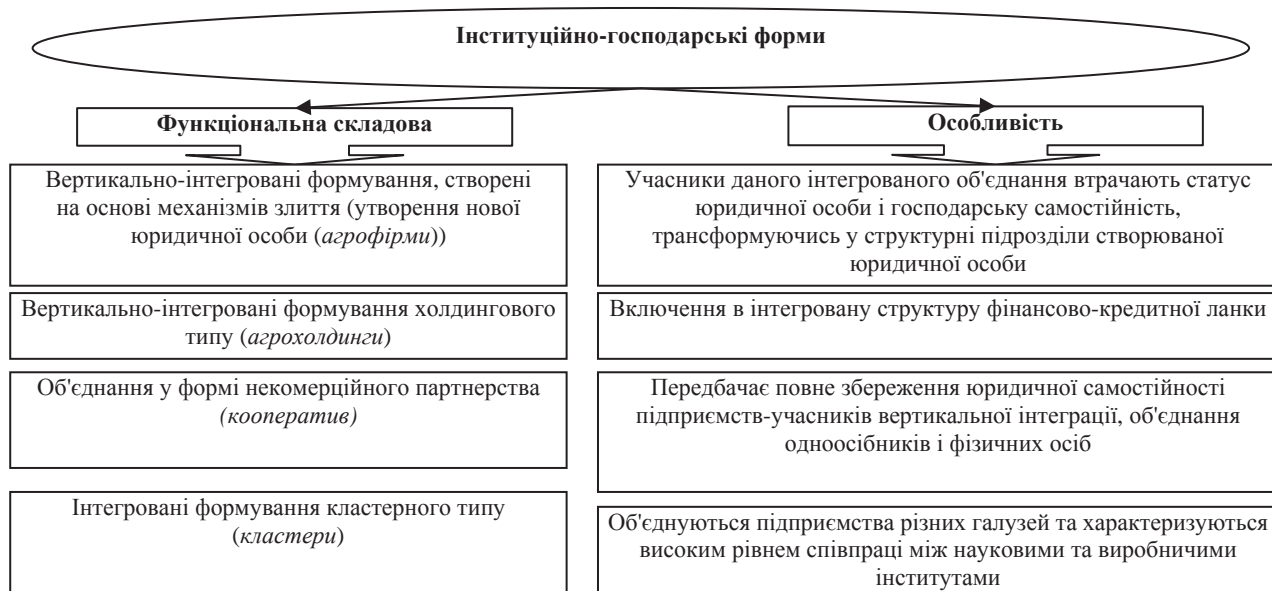 Інституційно-господарські форми
Функціональна складова
Особливість
Вертикально-інтегровані формування, створені
на основі механізмів злиття (утворення нової
юридичної особи (агрофірми))
Учасники даного інтегрованого об'єднання втрачають статус
юридичної особи і господарську самостійність,
трансформуючись у структурні підрозділи створюваної
юридичної особи
Вертикально-інтегровані формування холдингового
типу (агрохолдинги)
Включення в інтегровану структуру фінансово-кредитної ланки
Об'єднання у формі некомерційного партнерства
(кооператив)
Передбачає повне збереження юридичної самостійності
підприємств-учасників вертикальної інтеграції, об'єднання
одноосібників і фізичних осіб
Інтегровані формування кластерного типу
(кластери)
Об'єднуються підприємства різних галузей та характеризуються
високим рівнем співпраці між науковими та виробничими
інститутами